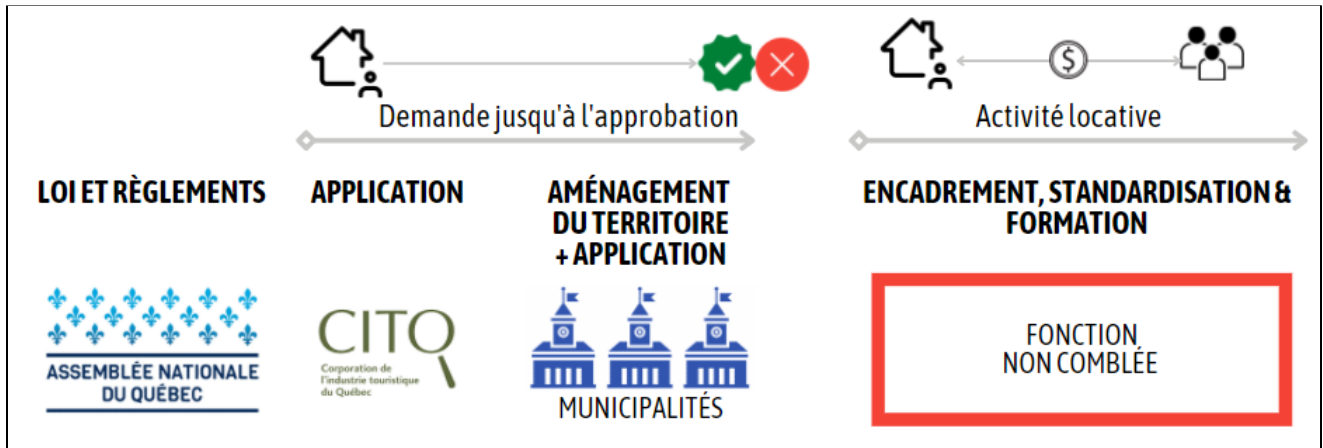 Demande jusqu'à l'approbation
$
Activité locative
LOI ET RÈGLEMENTS
APPLICATION
AMÉNAGEMENT
DU TERRITOIRE
+ APPLICATION
ENCADREMENT, STANDARDISATION &
FORMATION
ASSEMBLÉE NATIONALE
DU QUÉBEC
CITQ
Corporation de
l'industrie touristique
du Québec
MUNICIPALITÉS
FONCTION
NON COMBLÉE